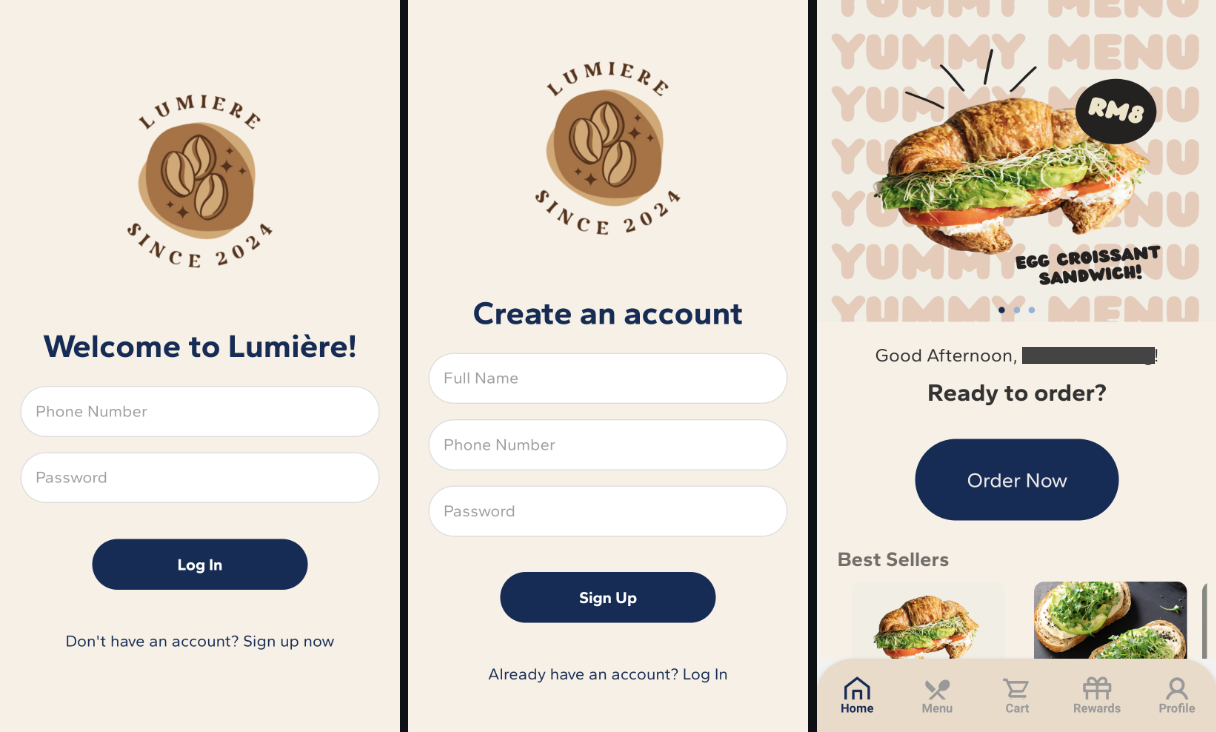 LUMIERE
SINCE 2024
Welcome to Lumière!
Phone Number
Password
Log In
Don't have an account? Sign up now
LUMIERE
SINCE 2024
Create an account
Full Name
Phone Number
Password
Sign Up
Already have an account? Log In
YUMMY MENU
YUMMY MENU
YUMMY MENU
YUMMY MENU
YUMMY MENU
YUMMY MENU
YUMMY MENU
RM8
EGG CROISSANT
SANDWICH!
Good Afternoon, !
Ready to order?
Order Now
Best Sellers
Home
Menu
Cart
Rewards
Profile